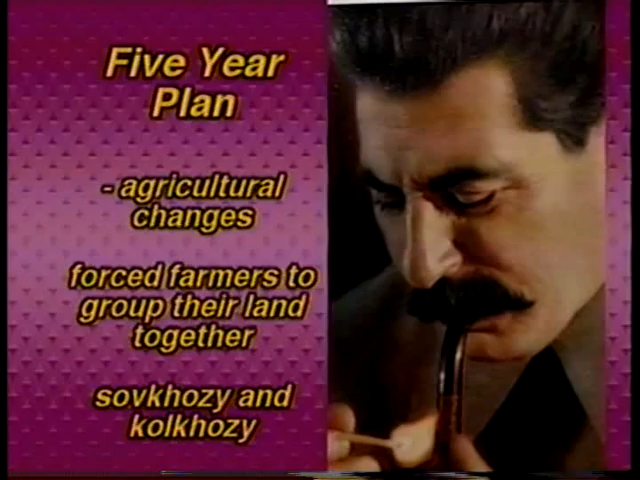 Five Year
Plan
- agricultural
changes
forced farmers to
group their land
together
sovkhozy and
kolkhozy